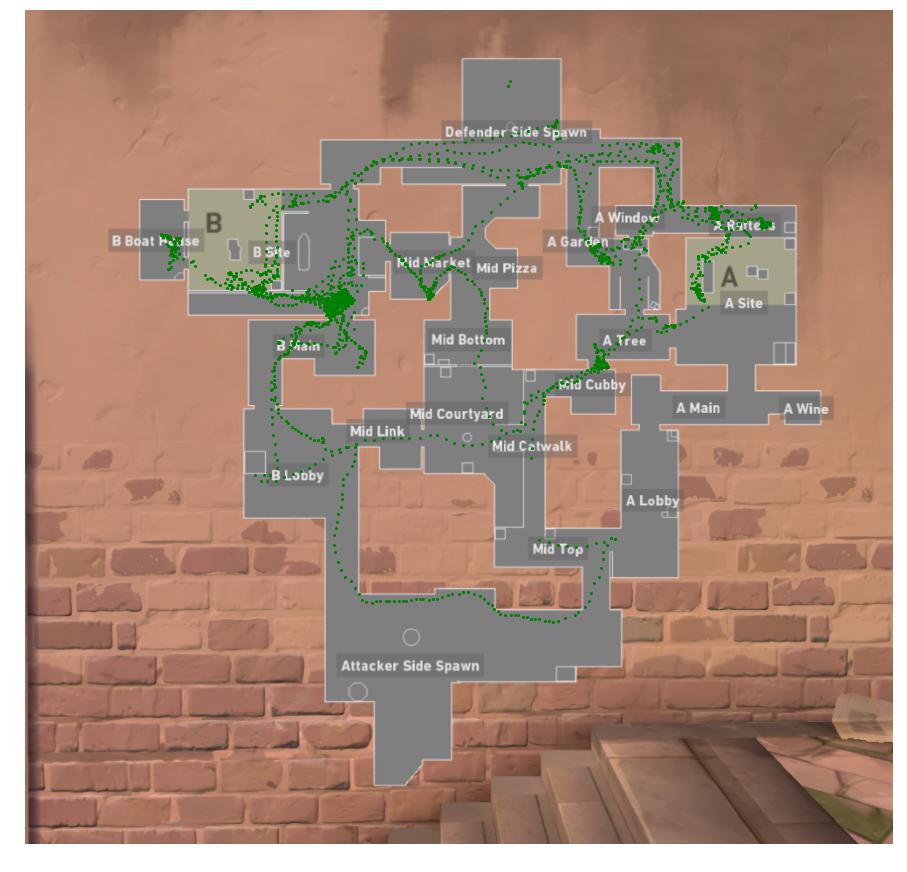 Defender Side Spawn
B
A Window
A Rafters
B Boat House
B Site
A Garden
Mid Market
Mid Pizza
A
A Site
B Main
Mid Bottom
A Tree
Mid Cubby
Mid Courtyard
A Main
A Wine
Mid Link
Mid Catwalk
B Lobby
A Lobby
Mid Top
Attacker Side Spawn